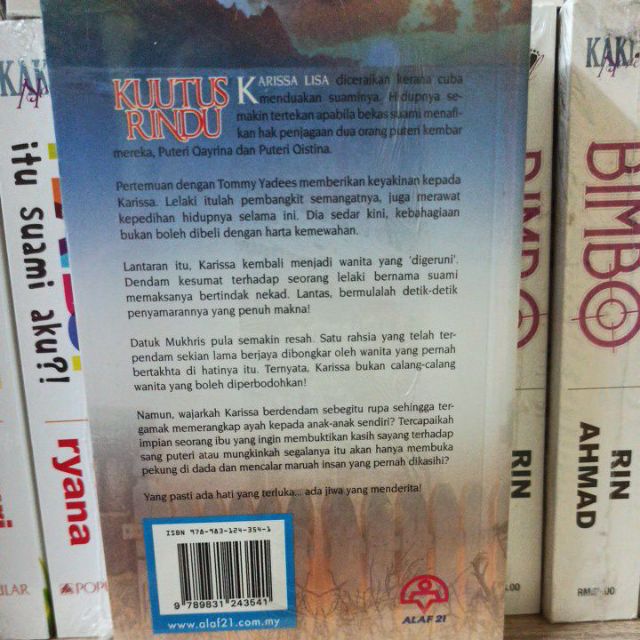 KUUTUS
RINDU
KARISSA LISA diceraikan kerana cuba
menduakan suaminya. Hidupnya se-
makin tertekan apabila bekas suami menafi-
kan hak penjagaan dua orang puteri kembar
mereka, Puteri Qayrina dan Puteri Qistina.
Pertemuan dengan Tommy Yadees memberikan keyakinan kepada
Karissa. Lelaki itulah pembangkit semangatnya, juga merawat
kepedihan hidupnya selama ini. Dia sedar kini, kebahagiaan
bukan boleh dibeli dengan harta kemewahan.
Lantaran itu, Karissa kembali menjadi wanita yang 'digeruni'.
Dendam kesumat terhadap seorang lelaki bernama suami
memaksanya bertindak nekad. Lantas, bermulalah detik-detik
penyamarannya yang penuh makna!
Datuk Mukhris pula semakin resah. Satu rahsia yang telah ter-
pendam sekian lama berjaya dibongkar oleh wanita yang pernah
bertakhta di hatinya itu. Ternyata, Karissa bukan calang-calang
wanita yang boleh diperbodohkan!
Namun, wajarkah Karissa berdendam sebegitu rupa sehingga ter-
gamak memerangkap ayah kepada anak-anak sendiri? Tercapaikah
impian seorang ibu yang ingin membuktikan kasih sayang terhadap
sang puteri atau mungkinkah segalanya itu akan hanya membuka
pekung di dada dan mencalar maruah insan yang pernah dikasihi?
Yang pasti ada hati yang terluka... ada jiwa yang menderita!
ISBN 978-983-124-354-1
9 789831 243541
www.alaf21.com.my
ALAF 21
itu suami aku?!
ryana
BIMBO
RIN
KAKI
BIMBO
RIN
AHMAD